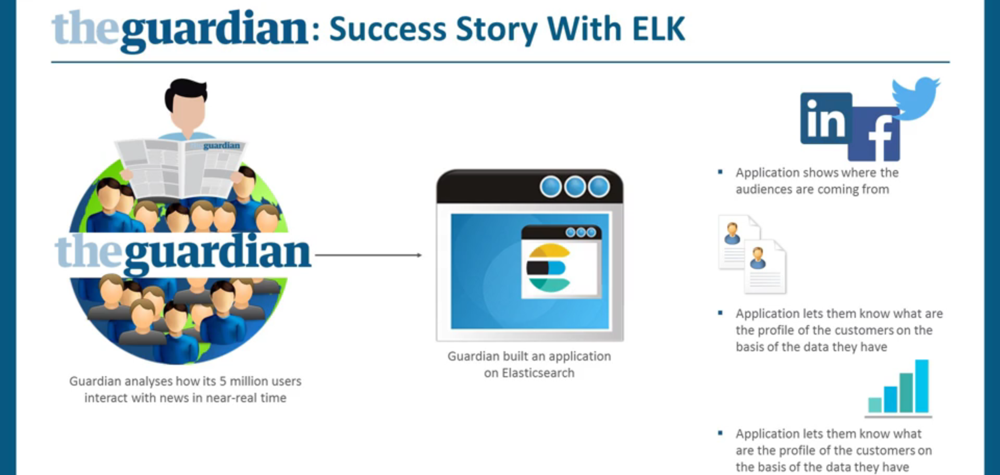 theguardian: Success Story With ELK
theguardian
theguardian
Guardian analyses how its 5 million users
interact with news in near-real time
Guardian built an application
on Elasticsearch
in f
Application shows where the
audiences are coming from
Application lets them know what are
the profile of the customers on the
basis of the data they have
Application lets them know what
are the profile of the customers on
the basis of the data they have